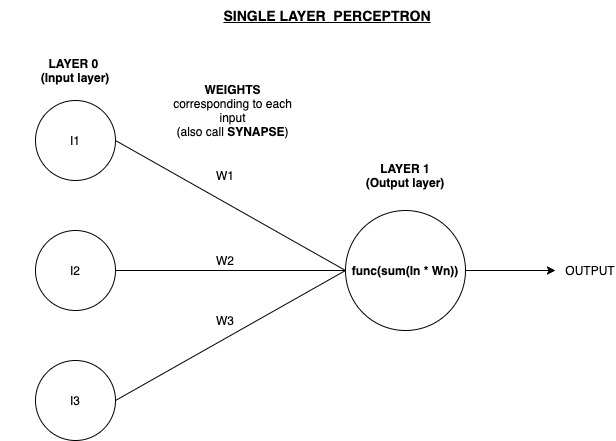 SINGLE LAYER PERCEPTRON
LAYER 0
(Input layer)
WEIGHTS
corresponding to each
input
(also call SYNAPSE)
I1
W1
LAYER 1
(Output layer)
I2
W2
func(sum(In * Wn))
OUTPUT
W3
I3